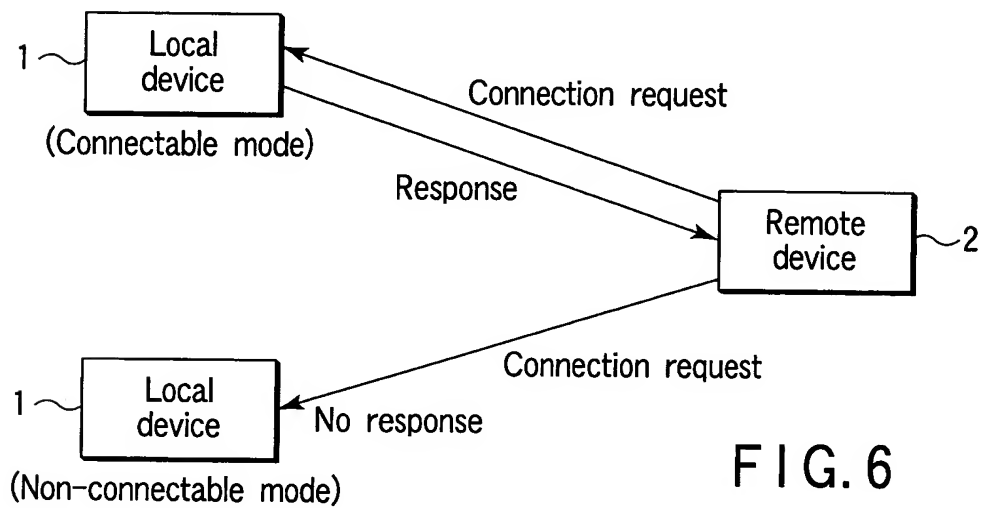 1
Local
device
(Connectable mode)
Connection request
Response
Remote
device
2
Connection request
1
Local
device
No response
(Non-connectable mode)
FIG. 6